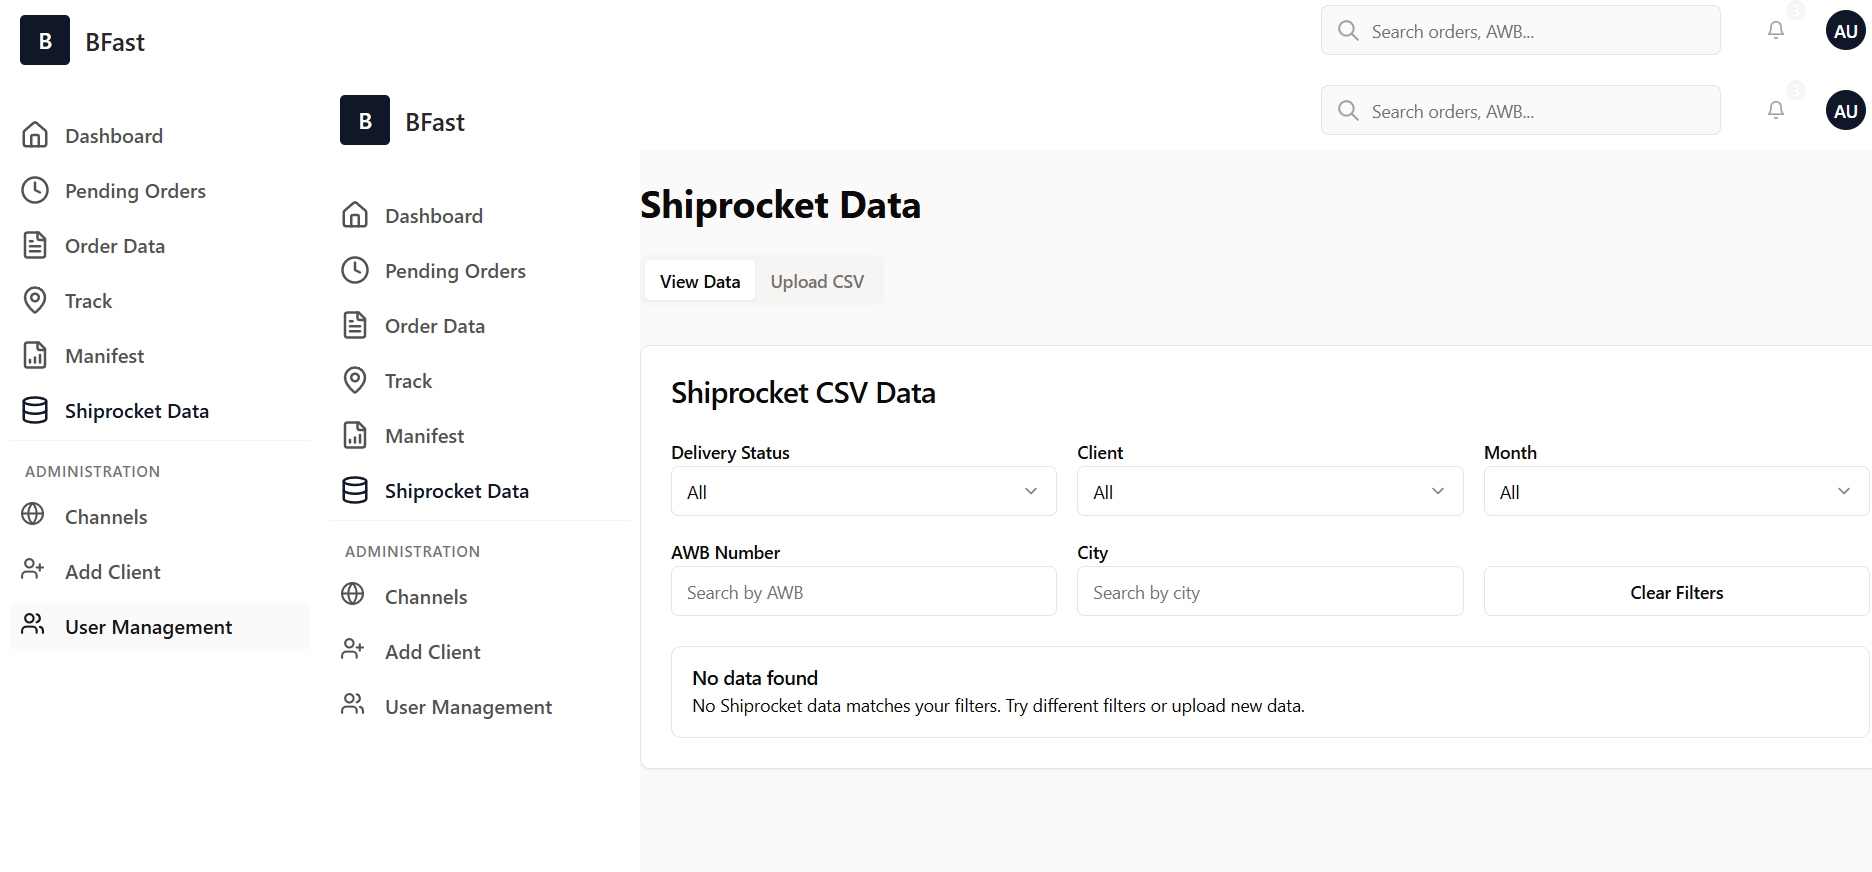 B BFast
Search orders, AWB...
3
AU
Dashboard
Pending Orders
Order Data
Track
Manifest
Shiprocket Data
ADMINISTRATION
Channels
Add Client
User Management
B BFast
Search orders, AWB...
3
AU
Dashboard
Pending Orders
Order Data
Track
Manifest
Shiprocket Data
ADMINISTRATION
Channels
Add Client
User Management
Shiprocket Data
View Data Upload CSV
Shiprocket CSV Data
Delivery Status Client Month
All All All
AWB Number City
Search by AWB Search by city Clear Filters
No data found
No Shiprocket data matches your filters. Try different filters or upload new data.